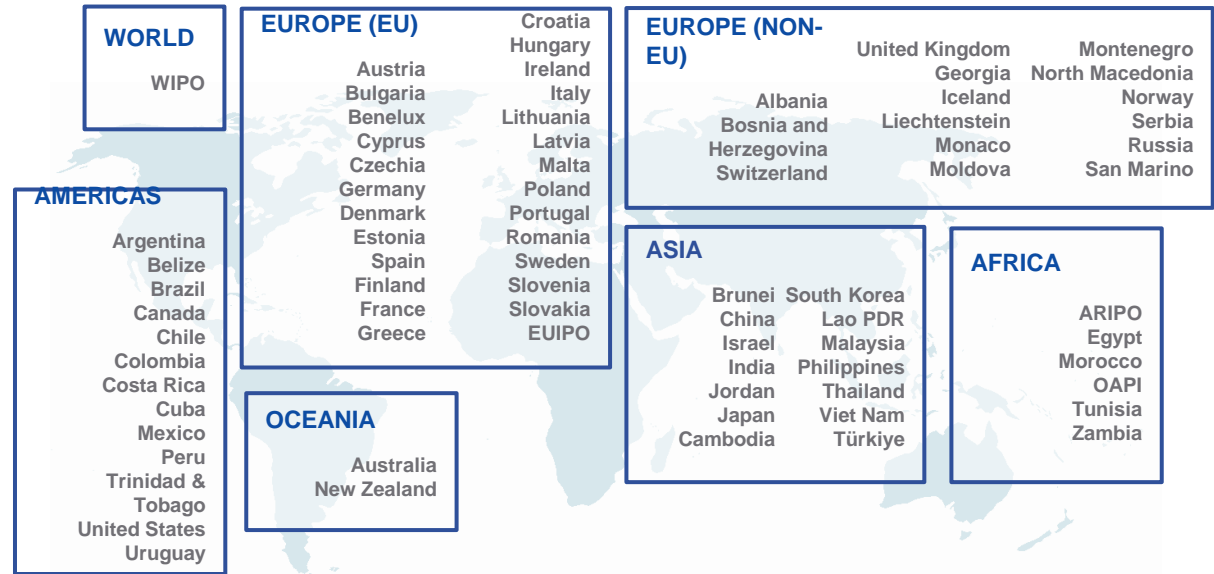 WORLD
WIPO
EUROPE (EU)
Austria
Bulgaria
Benelux
Cyprus
Czechia
Germany
Denmark
Estonia
Spain
Finland
France
Greece
Croatia
Hungary
Ireland
Italy
Lithuania
Latvia
Malta
Poland
Portugal
Romania
Sweden
Slovenia
Slovakia
EUIPO
EUROPE (NON-
EU)
Albania
Bosnia and
Herzegovina
Switzerland
United Kingdom
Georgia
Iceland
Liechtenstein
Monaco
Moldova
Montenegro
North Macedonia
Norway
Serbia
Russia
San Marino
AMERICAS
Argentina
Belize
Brazil
Canada
Chile
Colombia
Costa Rica
Cuba
Mexico
Peru
Trinidad &
Tobago
United States
Uruguay
OCEANIA
Australia
New Zealand
ASIA
Brunei
China
Israel
India
Jordan
Japan
Cambodia
South Korea
Lao PDR
Malaysia
Philippines
Thailand
Viet Nam
Türkiye
AFRICA
ARIPO
Egypt
Morocco
OAPI
Tunisia
Zambia